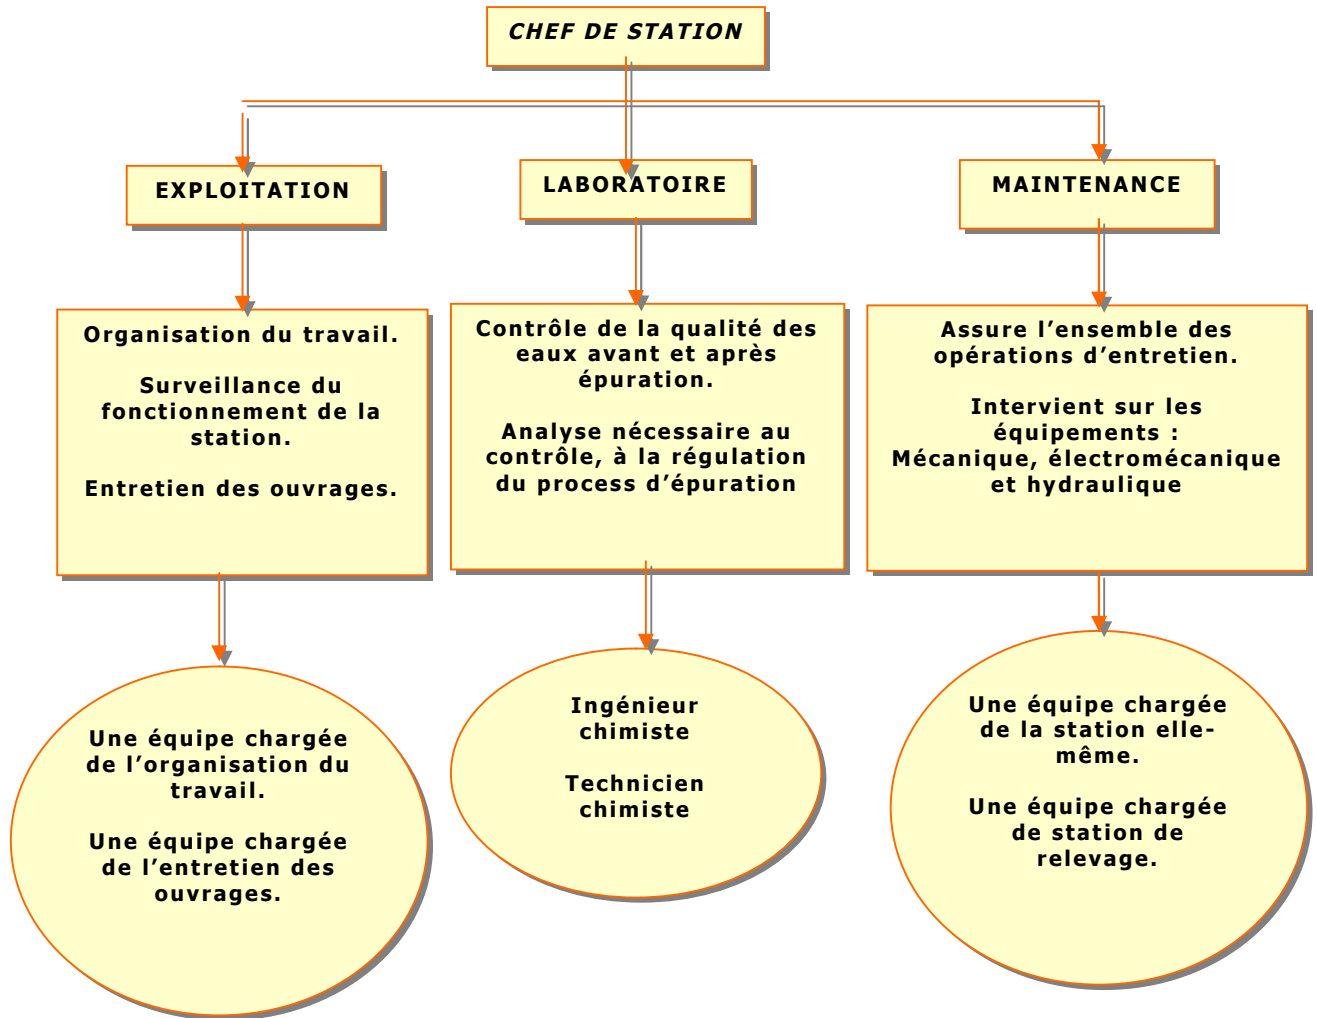 CHEF DE STATION
EXPLOITATION
LABORATOIRE
MAINTENANCE
Organisation du travail.
Surveillance du
fonctionnement de la
station.
Entretien des ouvrages.
Contrôle de la qualité des
eaux avant et après
épuration.
Analyse nécessaire au
contrôle, à la régulation
du process d’épuration
Assure l’ensemble des
opérations d’entretien.
Intervient sur les
équipements :
Mécanique, électromécanique
et hydraulique
Une équipe chargée
de l’organisation du
travail.
Une équipe chargée
de l’entretien des
ouvrages.
Ingénieur
chimiste
Technicien
chimiste
Une équipe chargée
de la station elle-
même.
Une équipe chargée
de station de
relevage.